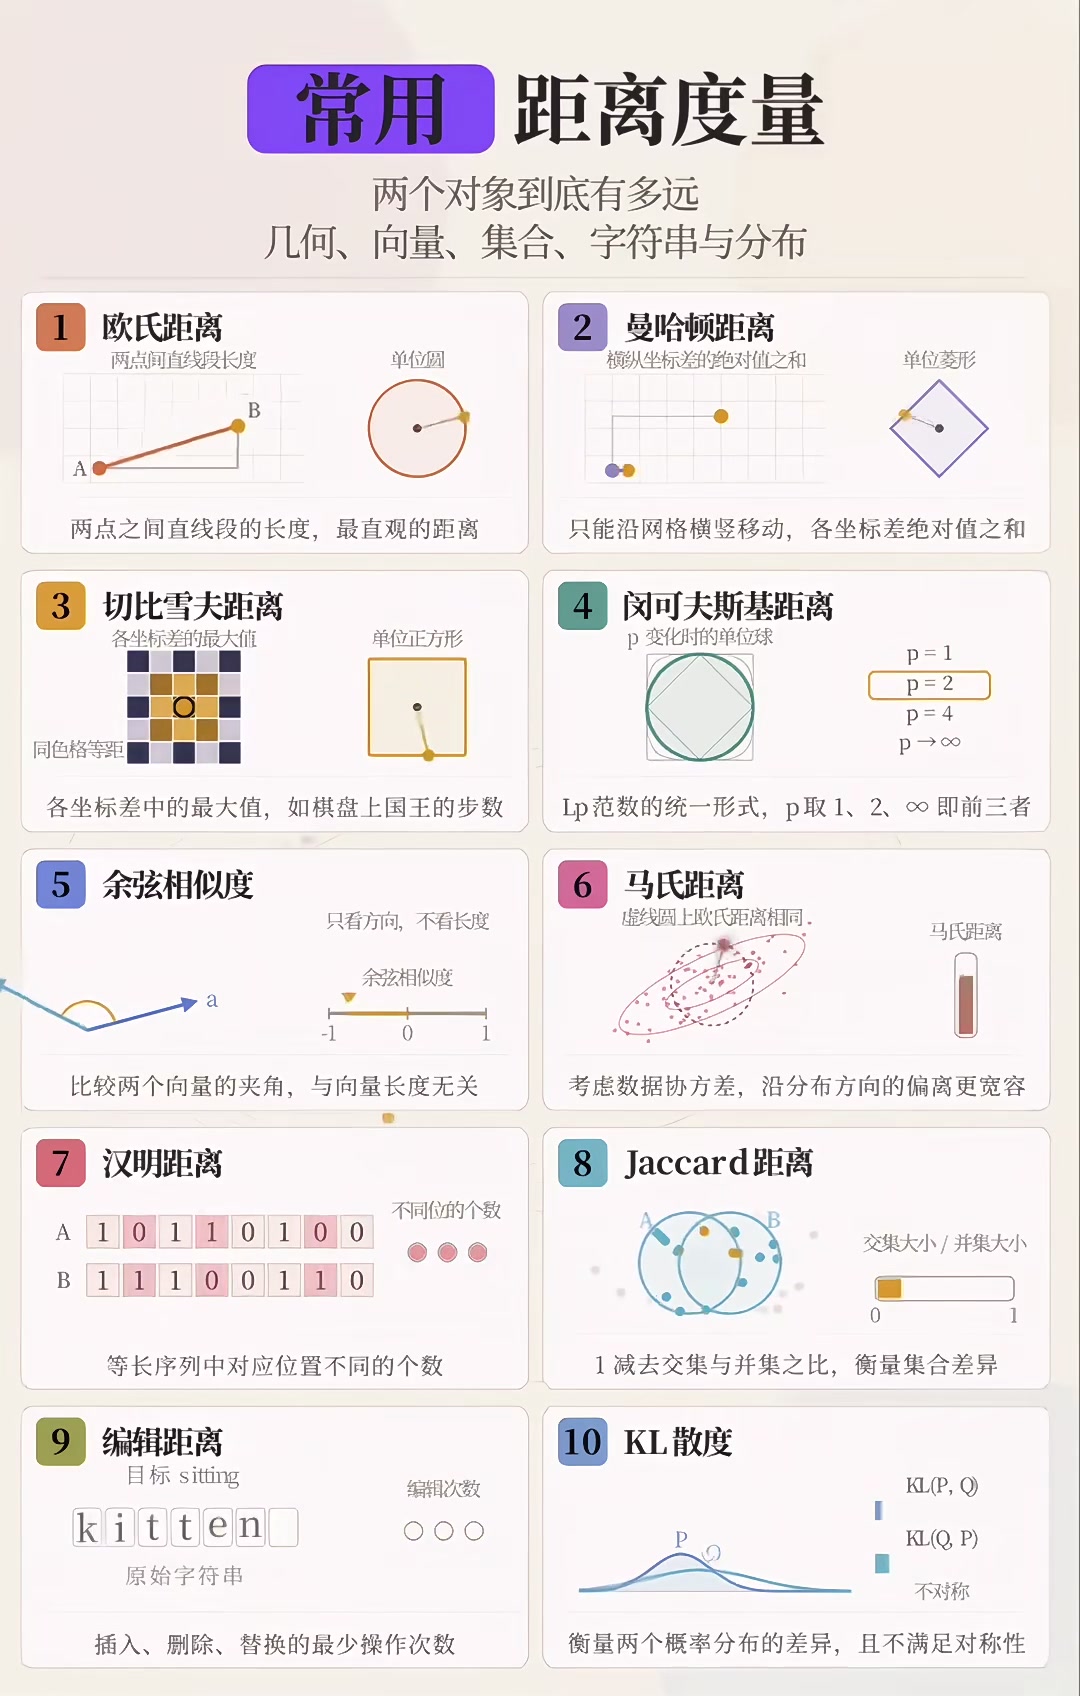 常用 距离度量
两个对象到底有多远
几何、向量、集合、字符串与分布
1 欧氏距离
两点间直线段长度
单位圆
A
B
两点之间直线段的长度，最直观的距离
2 曼哈顿距离
横纵坐标差的绝对值之和
单位菱形
只能沿网格横竖移动，各坐标差绝对值之和
3 切比雪夫距离
各坐标差的最大值
单位正方形
同色格等距
各坐标差中的最大值，如棋盘上国王的步数
4 闵可夫斯基距离
p 变化时的单位球
p = 1
p = 2
p = 4
p → ∞
Lp 范数的统一形式，p 取 1、2、∞ 即前三者
5 余弦相似度
只看方向，不看长度
余弦相似度
a
-1 0 1
比较两个向量的夹角，与向量长度无关
6 马氏距离
虚线圆上欧氏距离相同.
马氏距离
考虑数据协方差，沿分布方向的偏离更宽容
7 汉明距离
不同位的个数
A 1 0 1 1 0 1 0 0
B 1 1 1 0 0 1 1 0
等长序列中对应位置不同的个数
8 Jaccard 距离
A B
交集大小 / 并集大小
0 1
1 减去交集与并集之比，衡量集合差异
9 编辑距离
目标 sitting
编辑次数
k i t t e n
原始字符串
插入、删除、替换的最少操作次数
10 KL 散度
KL(P, Q)
P
KL(Q, P)
不对称
衡量两个概率分布的差异，且不满足对称性